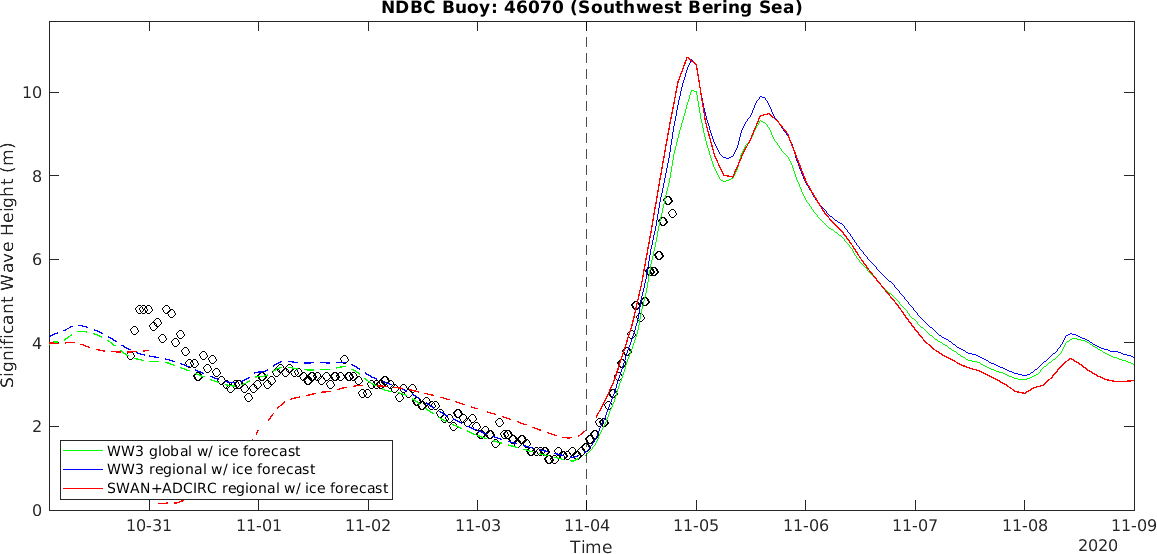 NDBC Buoy: 46070 (Southwest Bering Sea)
Significant Wave Height (m)
10
8
6
4
2
0
WW3 global w/ ice forecast
WW3 regional w/ ice forecast
SWAN+ADCIRC regional w/ ice forecast
10-31 11-01 11-02 11-03 11-04 11-05 11-06 11-07 11-08 11-09
Time
2020